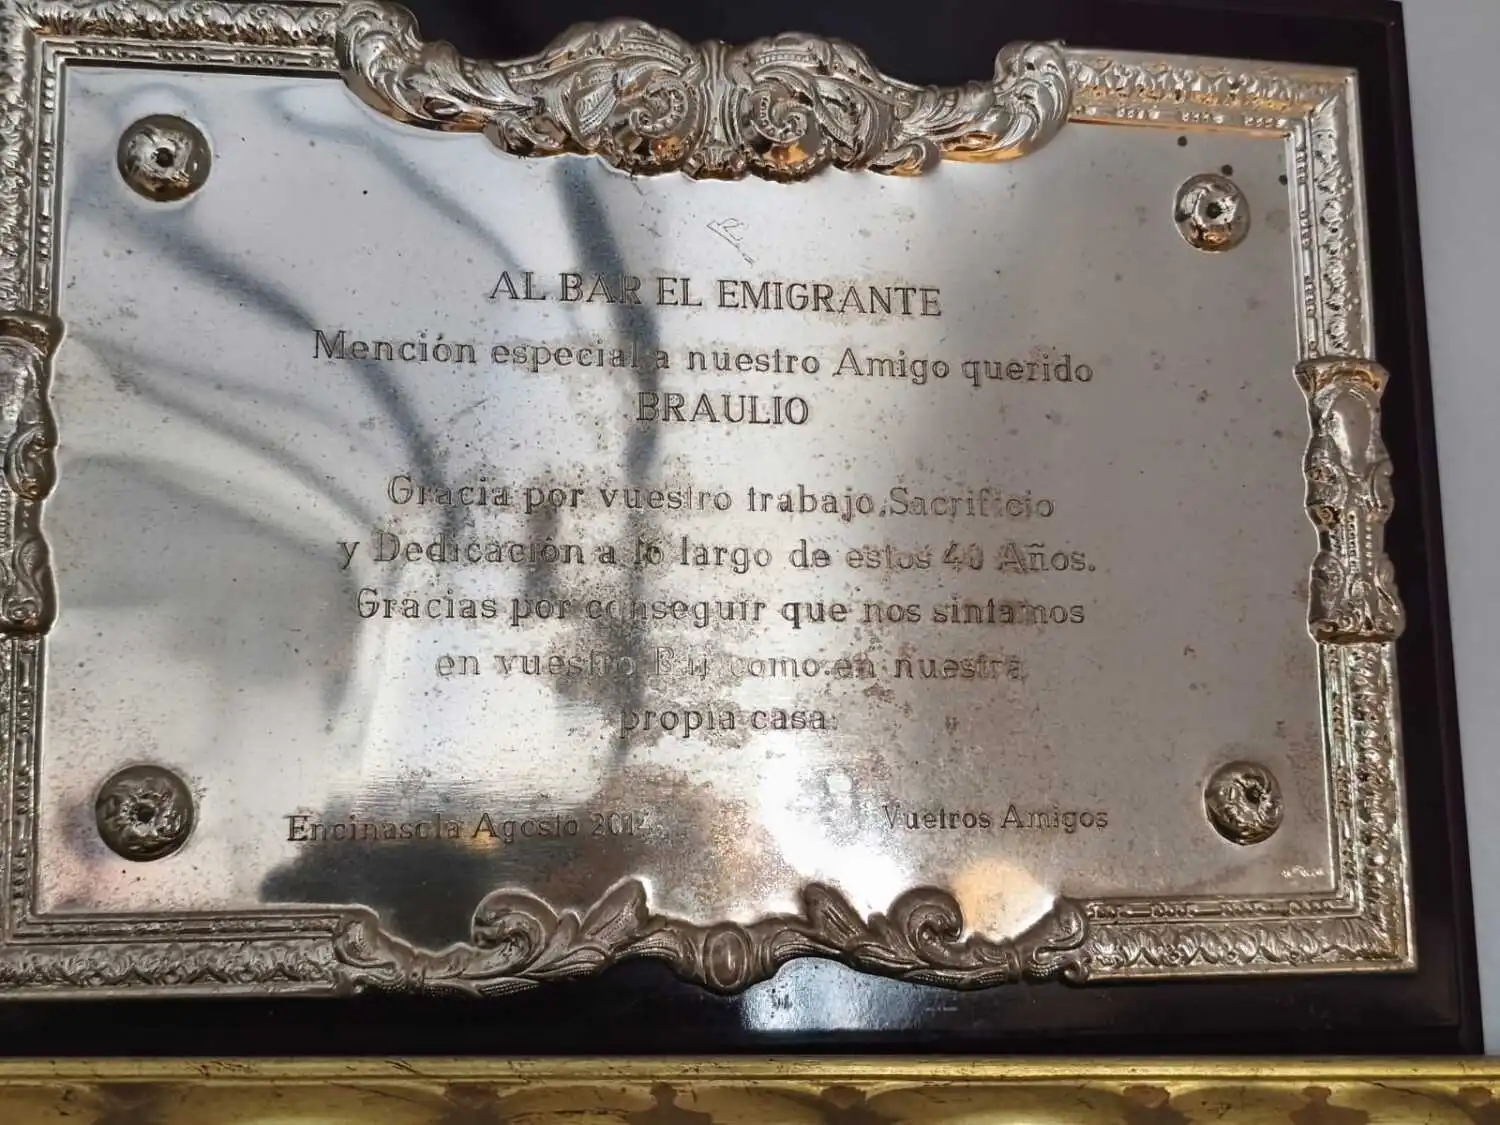 AL BAR EL EMIGRANTE
Mención especial a nuestro Amigo querido
BRAULIO
Gracia por vuestro trabajo,Sacrificio
y Dedicación a lo largo de estos 40 Años.
Gracias por conseguir que nos sintamos
en vuestro Bar como en nuestra
propia casa.
Encinasola Agosto 2014
Vuetros Amigos